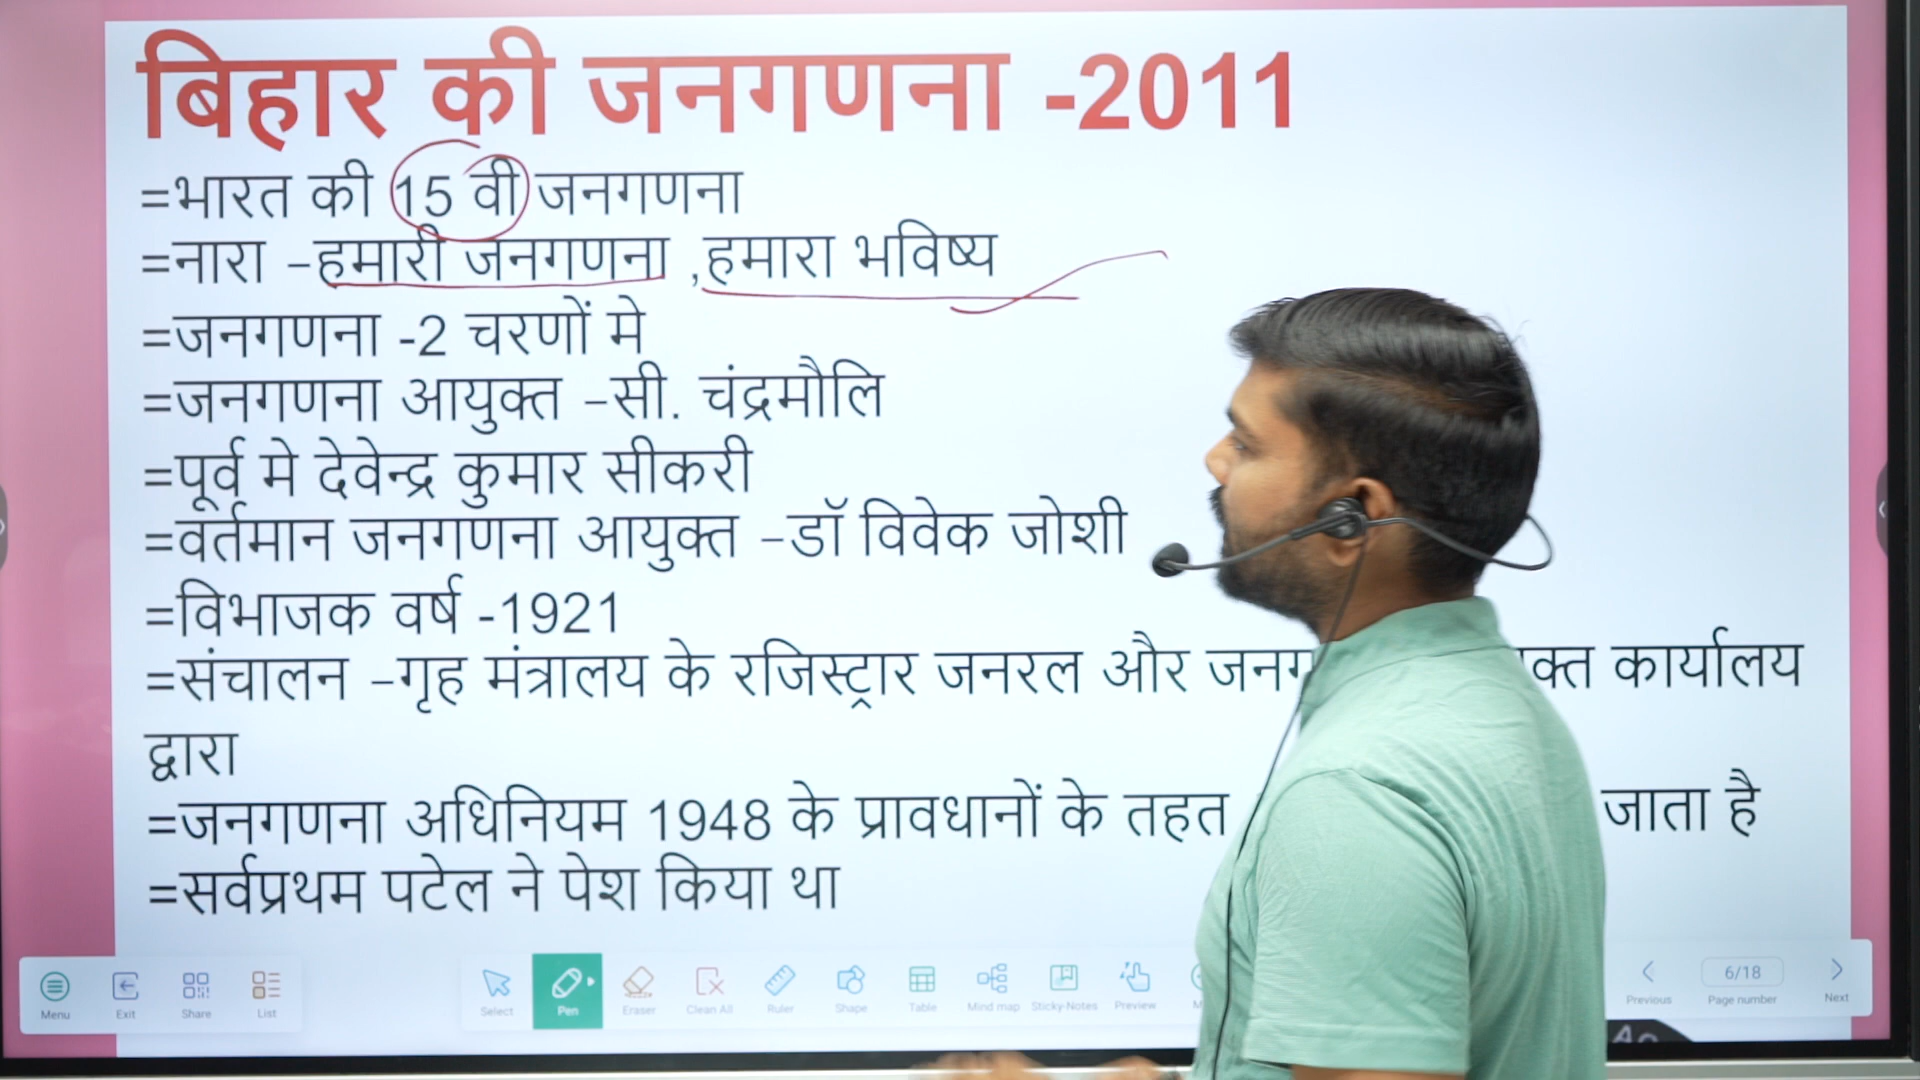 बिहार की जनगणना -2011
=भारत की 15 वी जनगणना
=नारा –हमारी जनगणना ,हमारा भविष्य
=जनगणना -2 चरणों मे
=जनगणना आयुक्त –सी. चंद्रमौलि
=पूर्व मे देवेन्द्र कुमार सीकरी
=वर्तमान जनगणना आयुक्त –डॉ विवेक जोशी
=विभाजक वर्ष -1921
=संचालन –गृह मंत्रालय के रजिस्ट्रार जनरल और कार्यालय
द्वारा
=जनगणना अधिनियम 1948 के प्रावधानों के तहत जाता है
=सर्वप्रथम पटेल ने पेश किया था
Menu Exit Share List Select Pen Eraser Clean All Ruler Shape Table Mind map Sticky Notes Preview Previous 6/18 Page number Next